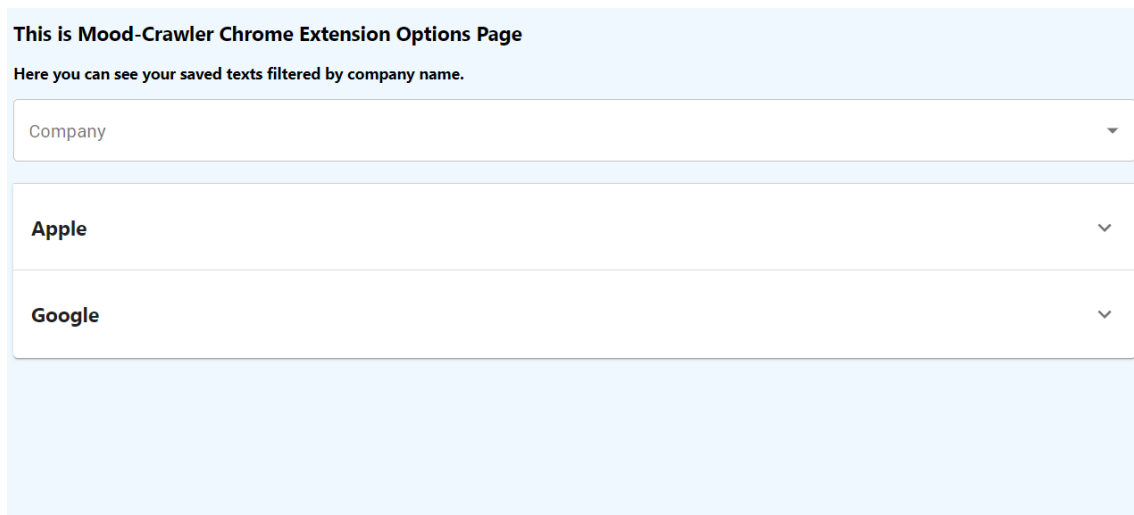 This is Mood-Crawler Chrome Extension Options Page
Here you can see your saved texts filtered by company name.
Company
Apple
Google